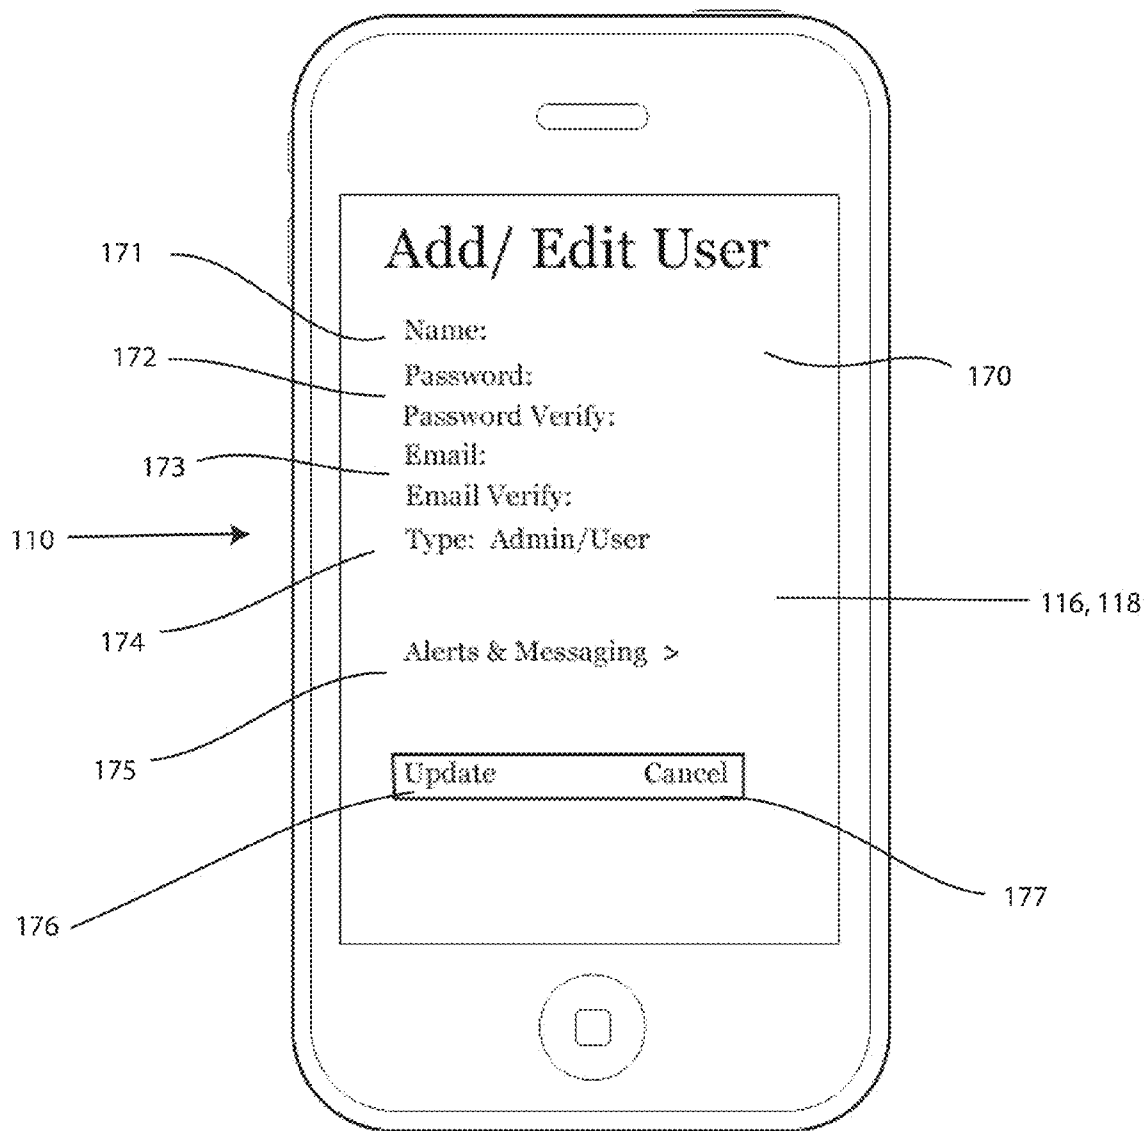 Add/ Edit User
171
Name:
172
Password:
170
Password Verify:
173
Email:
Email Verify:
110
Type: Admin/User
116, 118
174
Alerts & Messaging >
175
Update Cancel
176
177